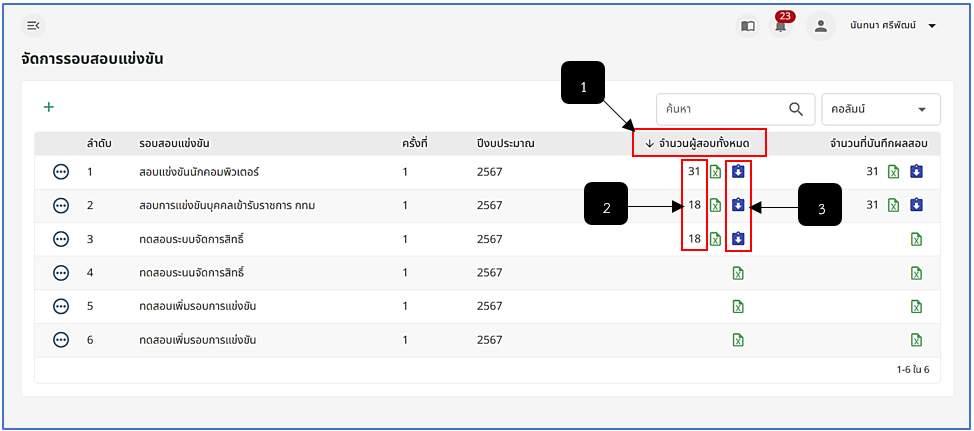 23
นันทนา ศรีพัฒน์
จัดการรอบสอบแข่งขัน
1
ค้นหา
คอลัมน์
ลำดับ รอบสอบแข่งขัน ครั้งที่ ปีงบประมาณ จำนวนผู้สอบทั้งหมด จำนวนที่บันทึกผลสอบ
1 สอบแข่งขันนักคอมพิวเตอร์ 1 2567 31 31
2 สอบการแข่งขันบุคคลเข้ารับราชการ กทม 1 2567 18 31
2
3
3 ทดสอบระบบจัดการสิทธิ์ 1 2567 18
4 ทดสอบระนนจัดการสิทธิ์ 1 2567
5 ทดสอบเพิ่มรอบการแข่งขัน 1 2567
6 ทดสอบเพิ่มรอบการแข่งขัน 1 2567
1-6 ใน 6